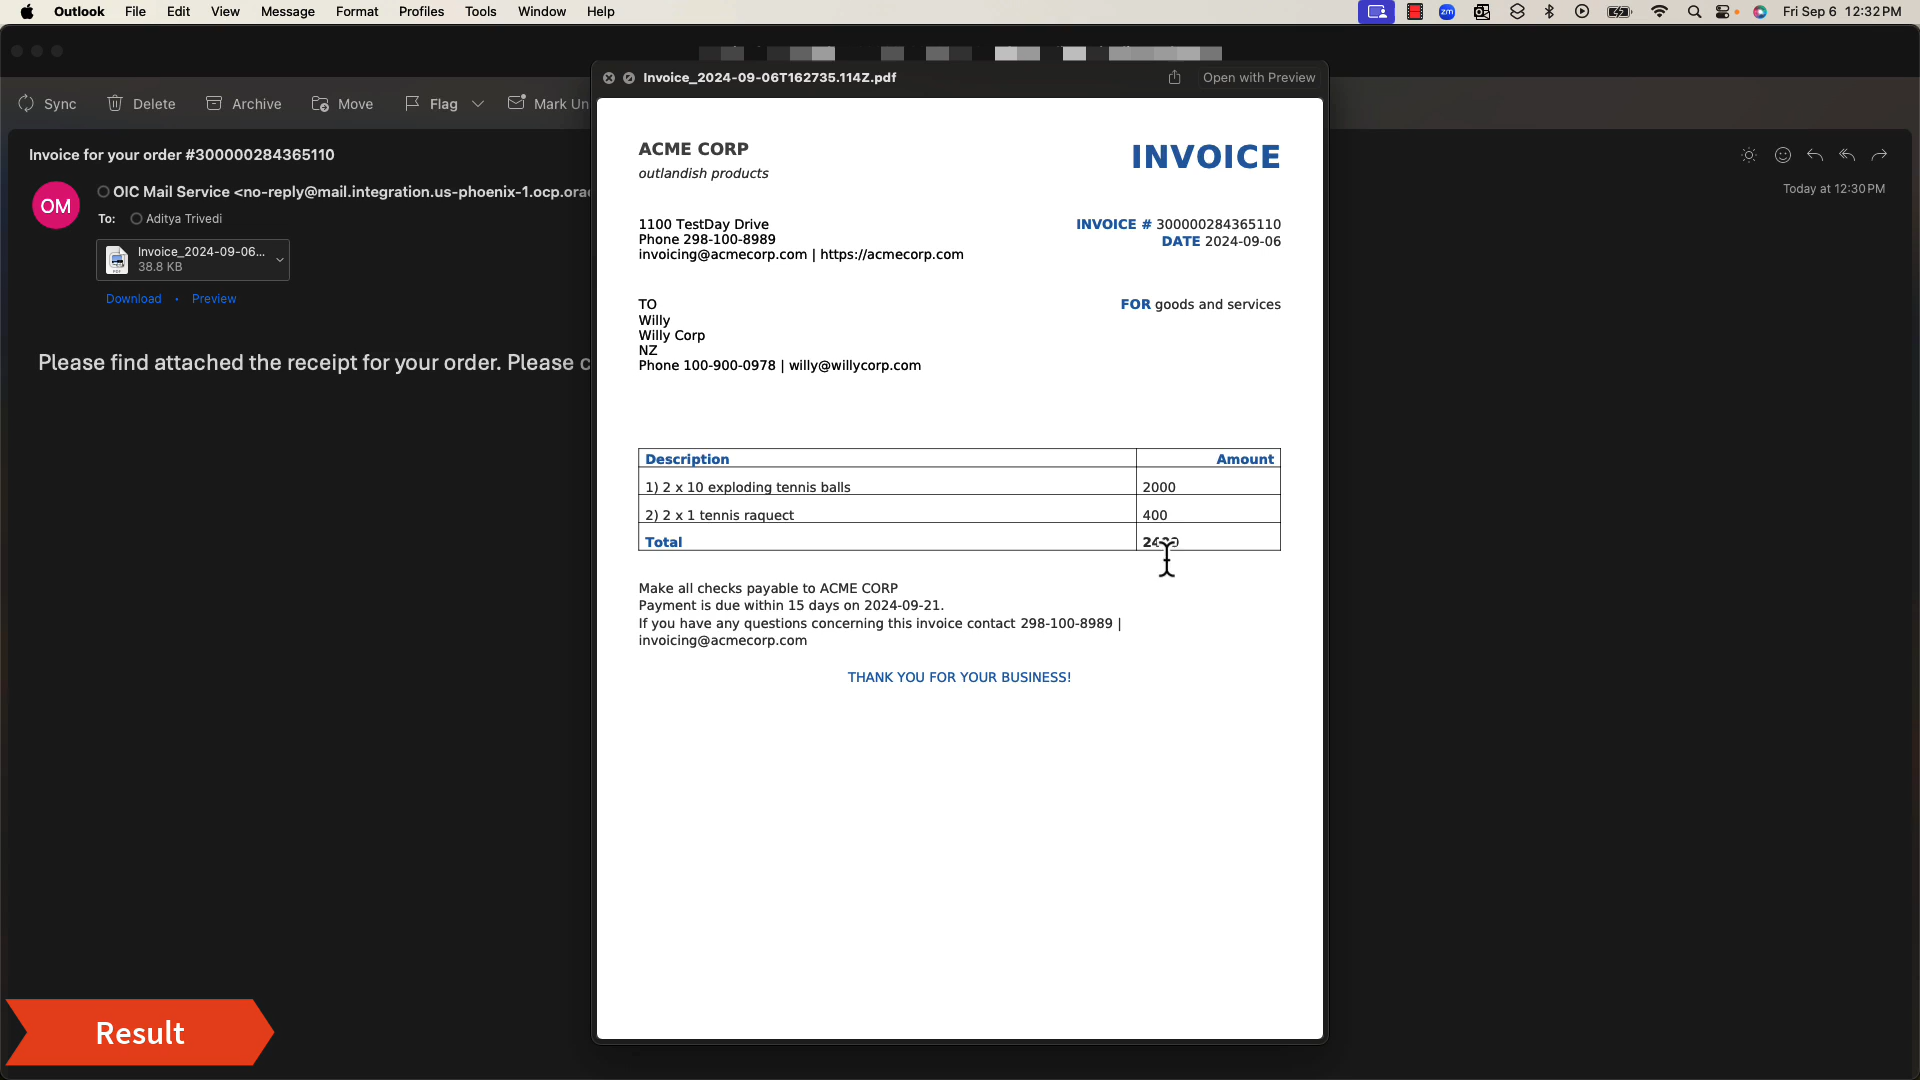 Outlook File Edit View Message Format Profiles Tools Window Help zm Fri Sep 6 12:32 PM
Invoice_2024-09-06T162735.114Z.pdf Open with Preview
Sync Delete Archive Move Flag Mark Un
Invoice for your order #300000284365110
OM
OIC Mail Service <no-reply@mail.integration.us-phoenix-1.ocp.ora
Today at 12:30 PM
To: Aditya Trivedi
Invoice_2024-09-06...
38.8 KB
Download • Preview
Please find attached the receipt for your order. Please c
ACME CORP
INVOICE
outlandish products
1100 TestDay Drive
INVOICE # 300000284365110
Phone 298-100-8989
DATE 2024-09-06
invoicing@acmecorp.com | https://acmecorp.com
TO
FOR goods and services
Willy
Willy Corp
NZ
Phone 100-900-0978 | willy@willycorp.com
Description Amount
1) 2 x 10 exploding tennis balls 2000
2) 2 x 1 tennis raquect 400
Total
Make all checks payable to ACME CORP
Payment is due within 15 days on 2024-09-21.
If you have any questions concerning this invoice contact 298-100-8989 |
invoicing@acmecorp.com
THANK YOU FOR YOUR BUSINESS!
Result